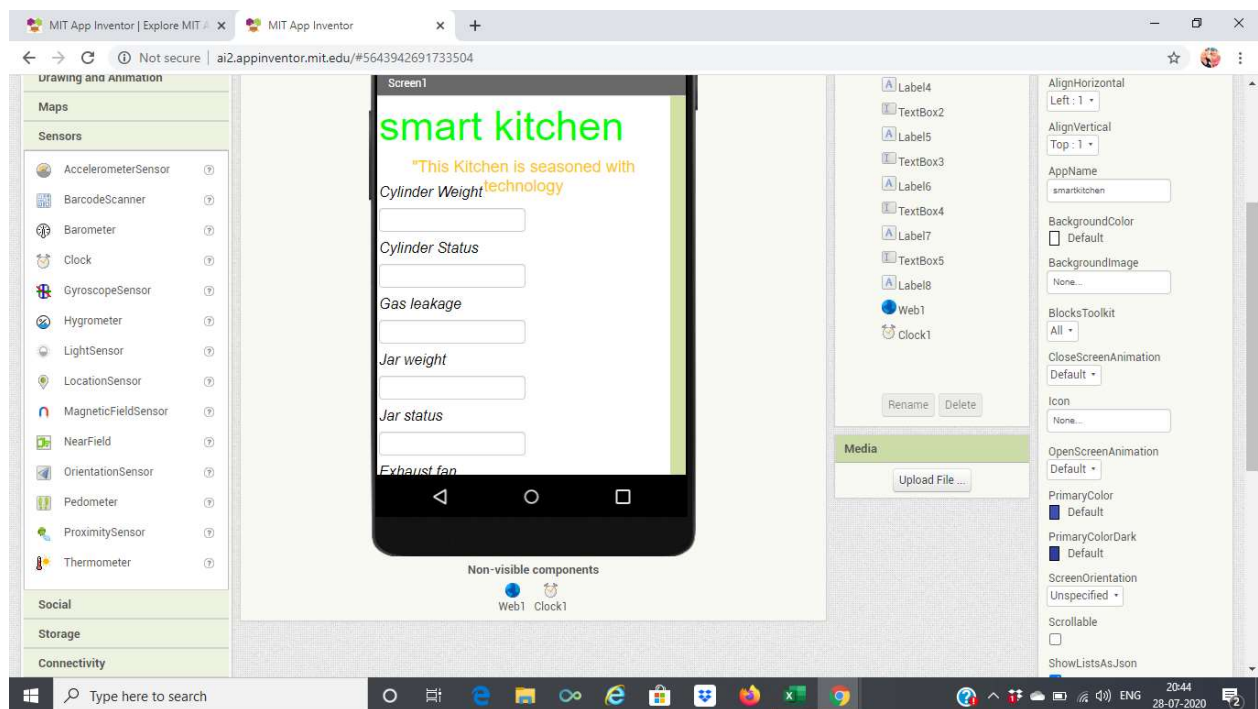 MIT App Inventor | Explore MIT A
MIT App Inventor
Not secure | ai2.appinventor.mit.edu/#5643942691733504
Drawing and Animation
Maps
Sensors
AccelerometerSensor
BarcodeScanner
Barometer
Clock
GyroscopeSensor
Hygrometer
LightSensor
LocationSensor
MagneticFieldSensor
NearField
OrientationSensor
Pedometer
ProximitySensor
Thermometer
Social
Storage
Connectivity
Screen1
smart kitchen
"This Kitchen is seasoned with
technology
Cylinder Weight
Cylinder Status
Gas leakage
Jar weight
Jar status
Exhaust fan
Non-visible components
Web1 Clock1
Label4
TextBox2
Label5
TextBox3
Label6
TextBox4
Label7
TextBox5
Label8
Web1
Clock1
Rename Delete
Media
Upload File ...
AlignHorizontal
Left : 1
AlignVertical
Top : 1
AppName
smartkitchen
BackgroundColor
Default
BackgroundImage
None...
BlocksToolkit
All
CloseScreenAnimation
Default
Icon
None...
OpenScreenAnimation
Default
PrimaryColor
Default
PrimaryColorDark
Default
ScreenOrientation
Unspecified
Scrollable
ShowListsAsJson
Type here to search
ENG
20:44
28-07-2020